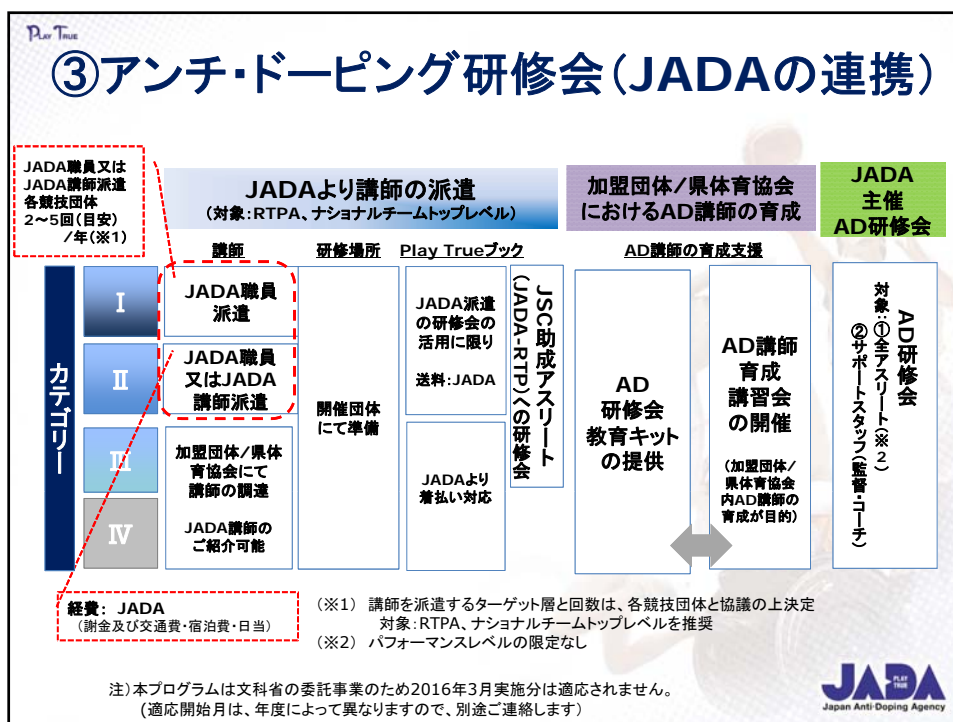 PLAY TRUE
③アンチ・ドーピング研修会(JADAの連携)
JADA職員又は
JADA講師派遣
各競技団体
2～5回(目安)
/年(※1)
JADAより講師の派遣
(対象:RTPA、ナショナルチームトップレベル)
加盟団体/県体育協会
におけるAD講師の育成
JADA
主催
AD研修会
講師
研修場所
Play Trueブック
AD講師の育成支援
カテゴリー
Ⅰ
Ⅱ
Ⅲ
Ⅳ
JADA職員
派遣
JADA職員
又はJADA
講師派遣
加盟団体/県体
育協会にて
講師の調達
JADA講師の
ご紹介可能
開催団体
にて準備
JADA派遣
の研修会の
活用に限り
送料:JADA
JADAより
着払い対応
JSC助成アスリート
(JADA-RTP)への研修会
AD
研修会
教育キット
の提供
AD講師
育成
講習会
の開催
(加盟団体/
県体育協会
内AD講師の
育成が目的)
AD研修会
対象:①全アスリート(※2)
②サポートスタッフ(監督・コーチ)
経費: JADA
(謝金及び交通費・宿泊費・日当)
(※1) 講師を派遣するターゲット層と回数は、各競技団体と協議の上決定
対象:RTPA、ナショナルチームトップレベルを推奨
(※2) パフォーマンスレベルの限定なし
注)本プログラムは文科省の委託事業のため2016年3月実施分は適応されません。
(適応開始月は、年度によって異なりますので、別途ご連絡します)
JADA
PLAY
TRUE
Japan Anti-Doping Agency